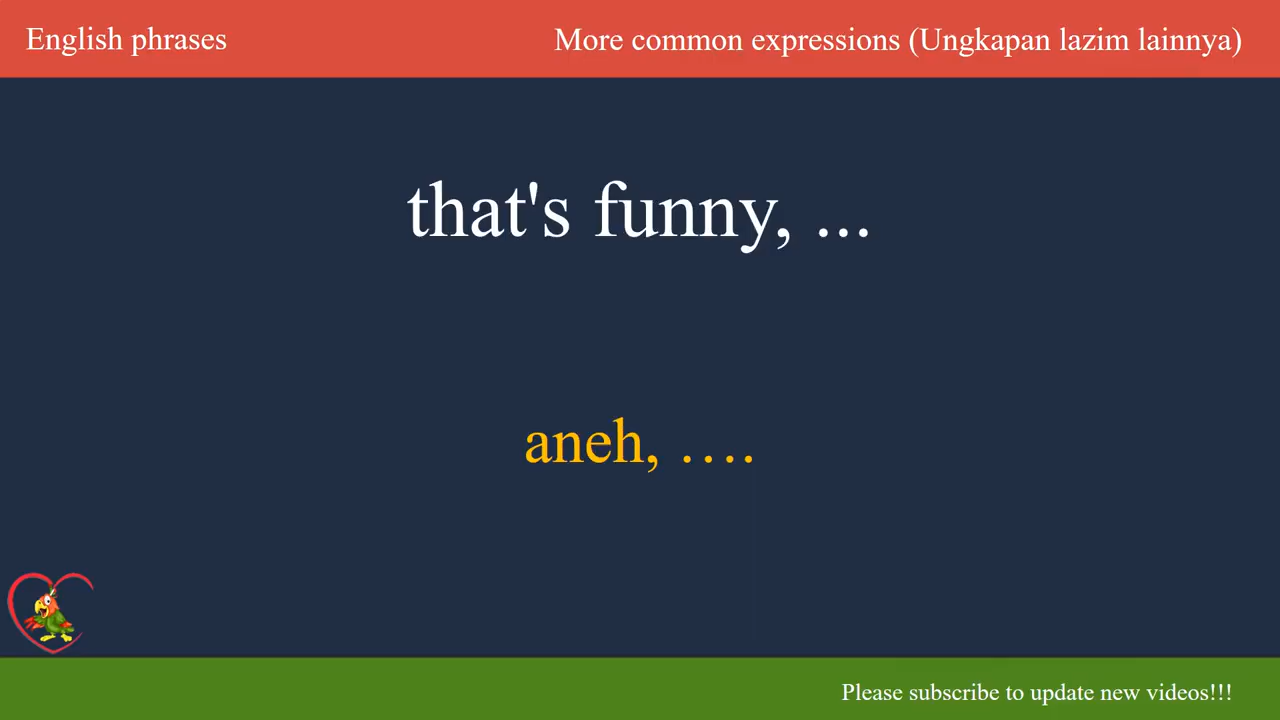 English phrases
More common expressions (Ungkapan lazim lainnya)
that's funny, ...
aneh, ….
Please subscribe to update new videos!!!